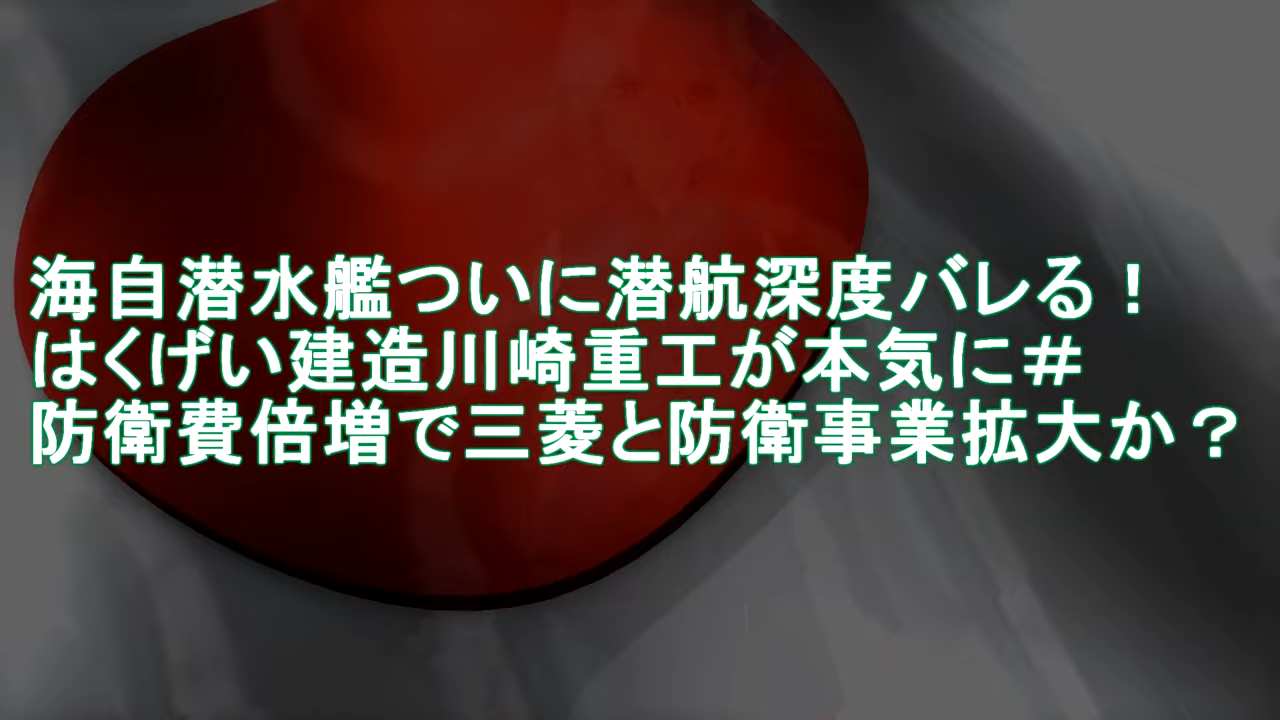 海自潜水艦ついに潜航深度バレる！
はくげい建造川崎重工が本気に＃
防衛費倍増で三菱と防衛事業拡大か？